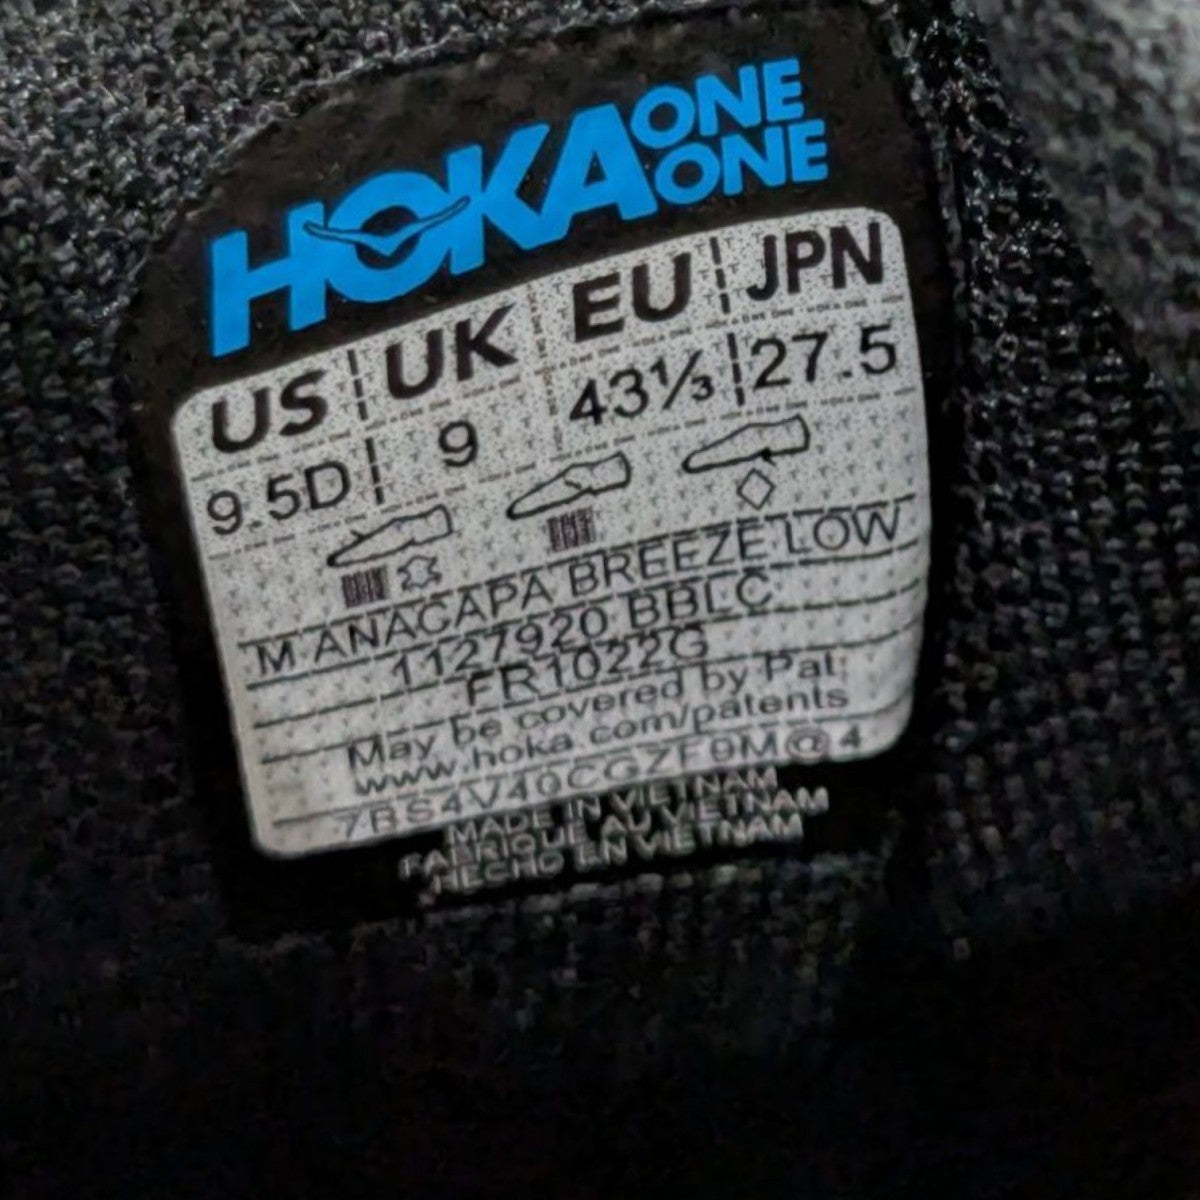 HOKA ONE ONE
US UK EU JPN
9.5D 9 43⅓ 27.5
M ANACAPA BREEZE LOW
1127920 BBLC
FR1022G
May be covered by Pat.
www.hoka.com/patents
7BS4V40CGZF9M@4
MADE IN VIETNAM
FABRIQUE AU VIETNAM
HECHO EN VIETNAM